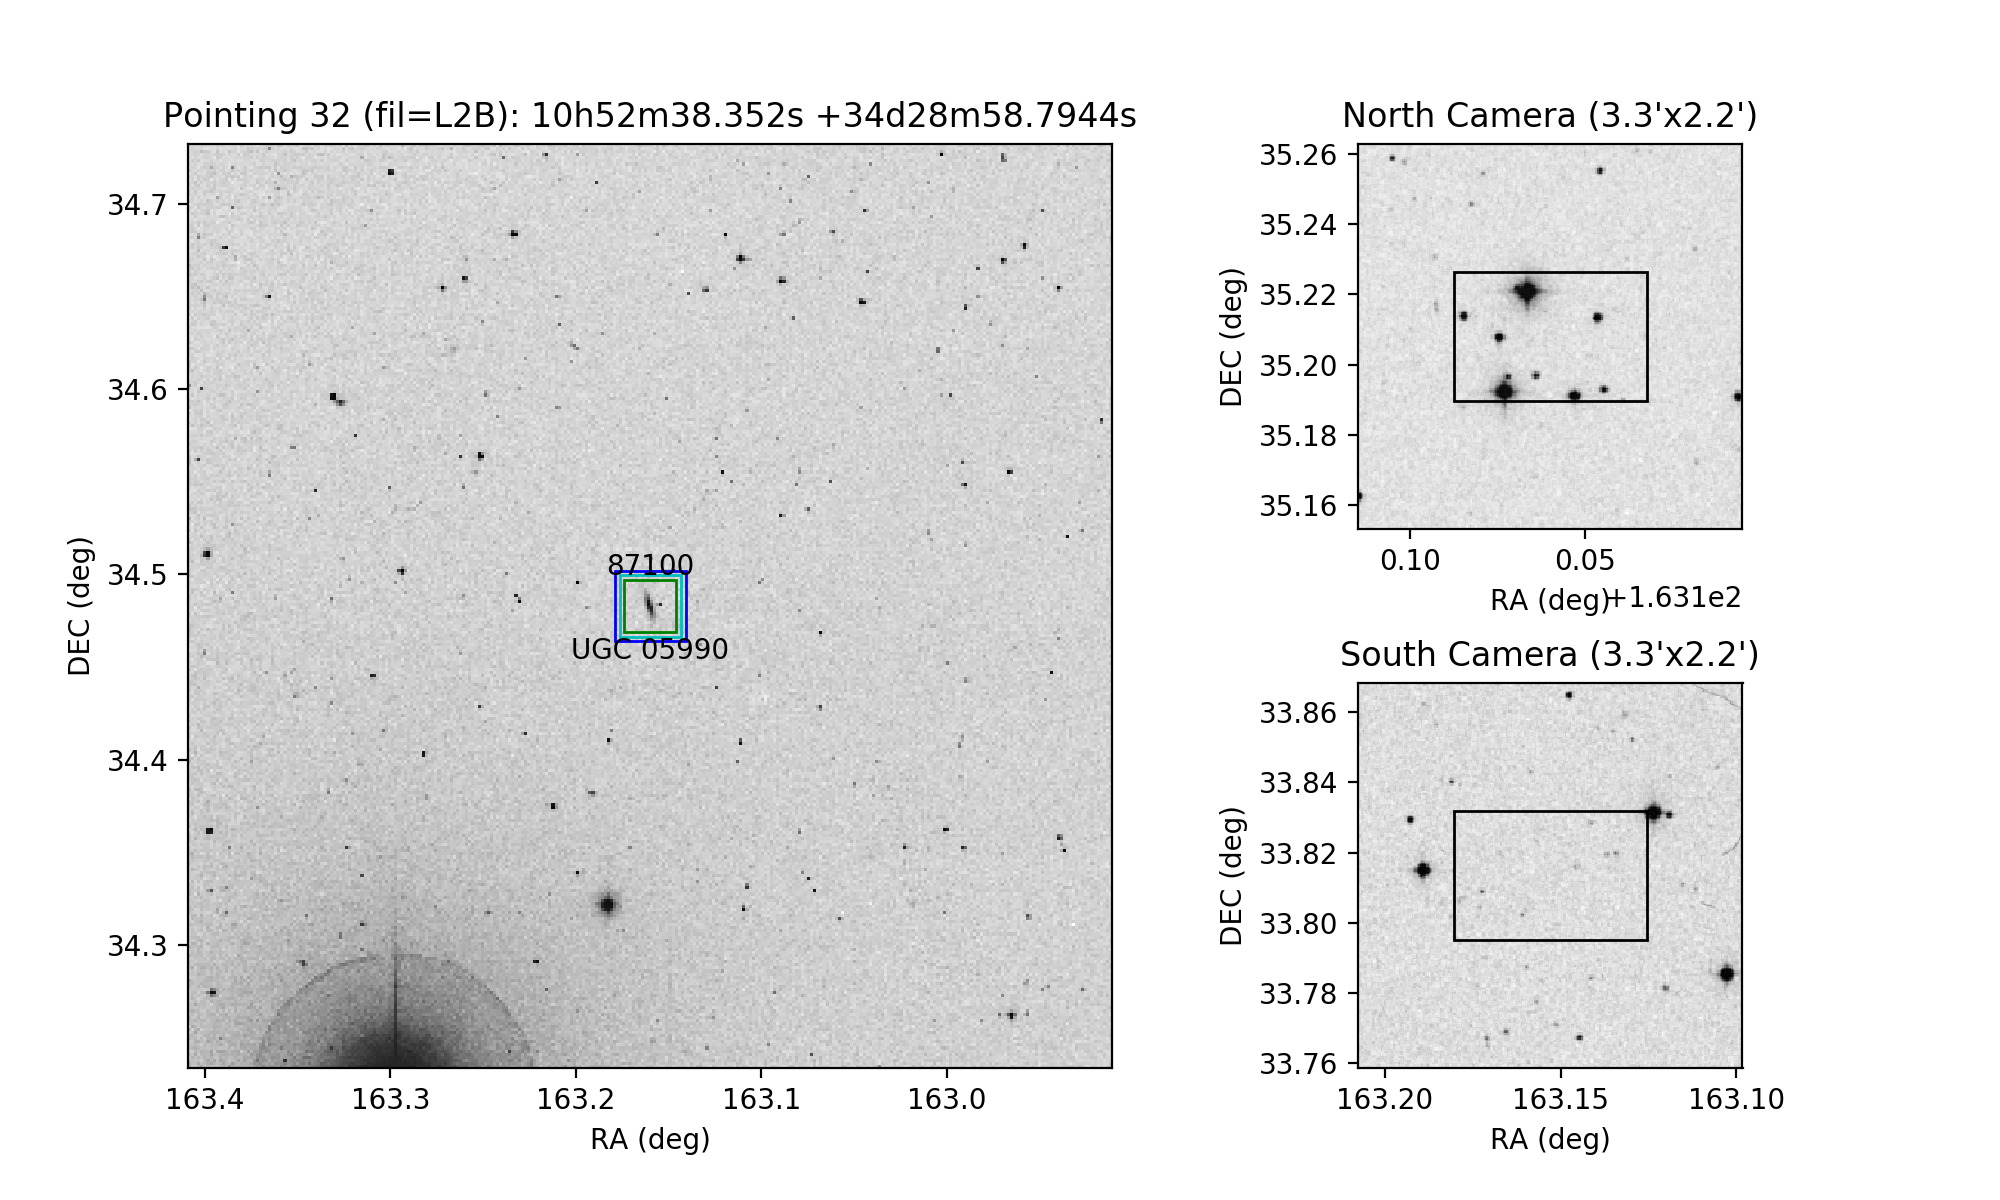 Pointing 32 (fil=L2B): 10h52m38.352s +34d28m58.7944s
DEC (deg)
34.7
34.6
34.5
34.4
34.3
87100
UGC 05990
163.4 163.3 163.2 163.1 163.0
RA (deg)
North Camera (3.3'x2.2')
DEC (deg)
35.26
35.24
35.22
35.20
35.18
35.16
0.10 0.05
RA (deg)
+1.631e2
South Camera (3.3'x2.2')
DEC (deg)
33.86
33.84
33.82
33.80
33.78
33.76
163.20 163.15 163.10
RA (deg)